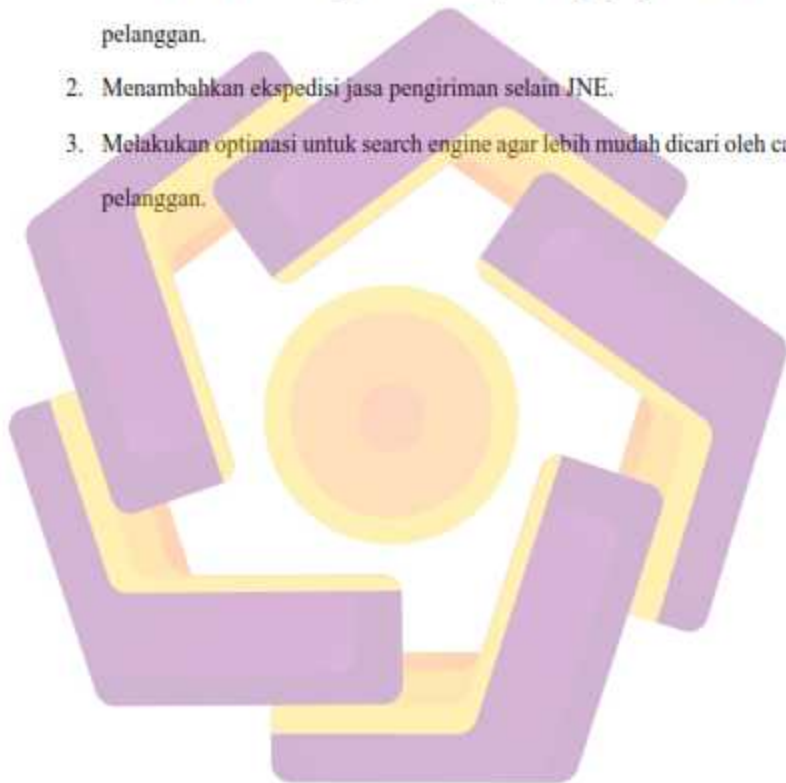 pelanggan.
2. Menambahkan ekspedisi jasa pengiriman selain JNE.
3. Melakukan optimasi untuk search engine agar lebih mudah dicari oleh
pelanggan.